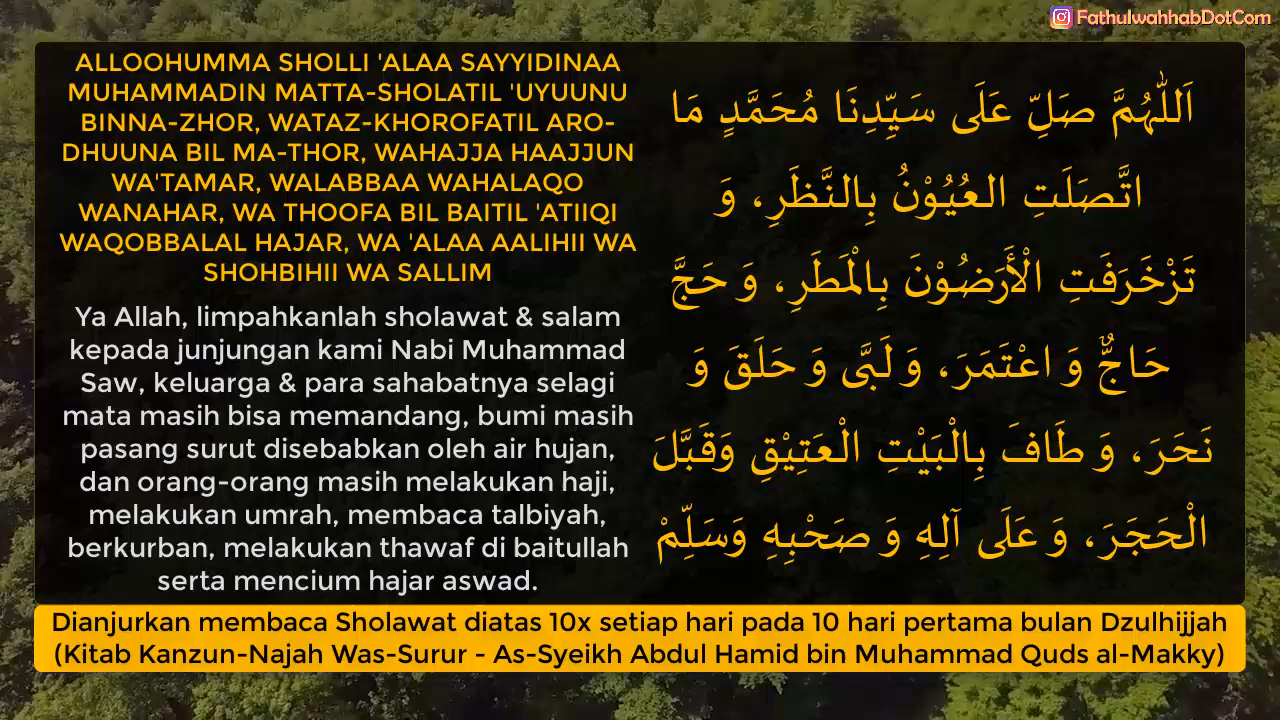 FathulwahhabDotCom
ALLOOHUMMA SHOLLI 'ALAA SAYYIDINAA
MUHAMMADIN MATTA-SHOLATIL 'UYUUNU
BINNA-ZHOR, WATAZ-KHOROFATIL ARO-
DHUUNA BIL MA-THOR, WAHAJJA HAAJJUN
WA'TAMAR, WALABBAA WAHALAQO
WANAHAR, WA THOOFA BIL BAITIL 'ATIIQI
WAQOBBALAL HAJAR, WA 'ALAA AALIHII WA
SHOHBIHII WA SALLIM
Ya Allah, limpahkanlah sholawat & salam
kepada junjungan kami Nabi Muhammad
Saw, keluarga & para sahabatnya selagi
mata masih bisa memandang, bumi masih
pasang surut disebabkan oleh air hujan,
dan orang-orang masih melakukan haji,
melakukan umrah, membaca talbiyah,
berkurban, melakukan thawaf di baitullah
serta mencium hajar aswad.
اَللّٰهُمَّ صَلِّ عَلَى سَيِّدِنَا مُحَمَّدٍ مَا
اتَّصَلَتِ العُيُوْنُ بِالنَّظَرِ، وَ
تَزْخَرَفَتِ الْأَرَضُوْنَ بِالْمَطَرِ، وَ حَجَّ
حَاجٌّ وَ اعْتَمَرَ، وَ لَبَّى وَ حَلَقَ وَ
نَحَرَ، وَ طَافَ بِالْبَيْتِ الْعَتِيْقِ وَقَبَّلَ
الْحَجَرَ، وَ عَلَى آلِهِ وَ صَحْبِهِ وَسَلِّمْ
Dianjurkan membaca Sholawat diatas 10x setiap hari pada 10 hari pertama bulan Dzulhijjah
(Kitab Kanzun-Najah Was-Surur - As-Syeikh Abdul Hamid bin Muhammad Quds al-Makky)